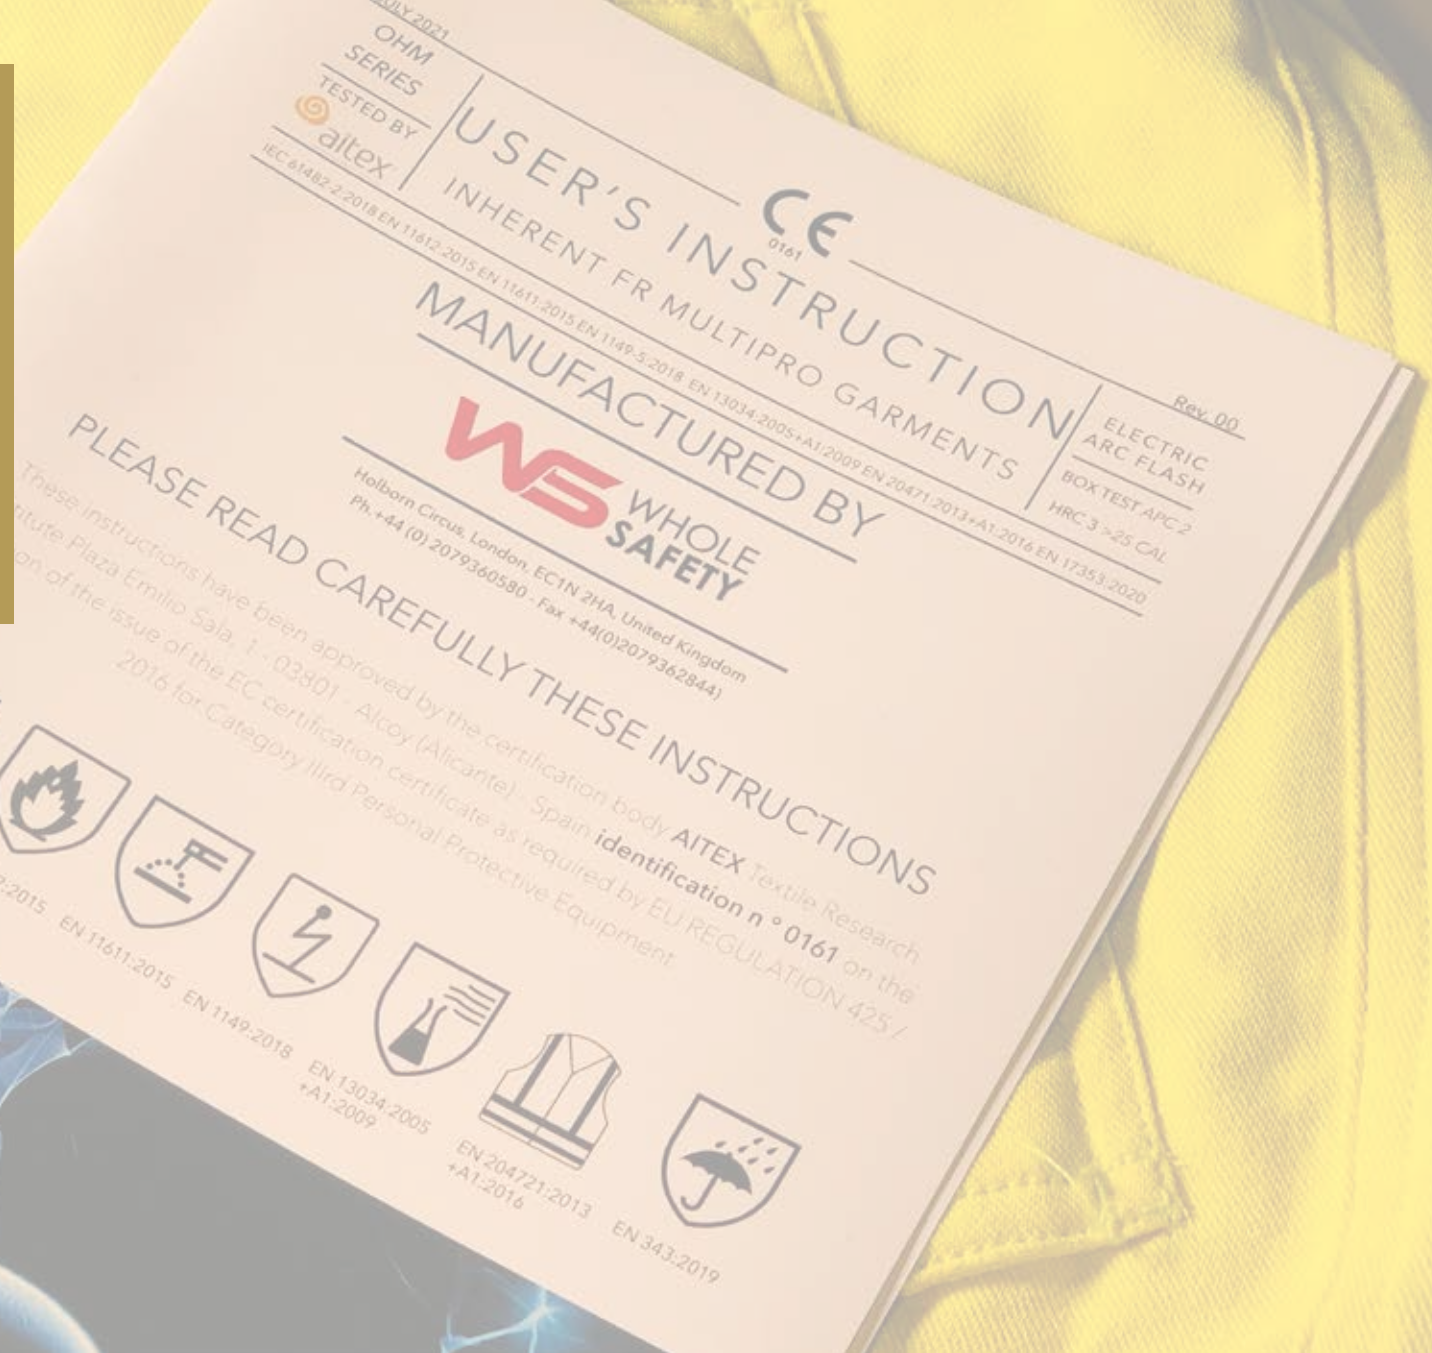 JULY 2021
OHM
SERIES
TESTED BY
aitex
CE
0161
USER'S INSTRUCTION
INHERENT FR MULTIPRO GARMENTS
Rev. 00
ELECTRIC
ARC FLASH
BOX TEST APC 2
HRC 3 >25 CAL
IEC 61482-2:2018 EN 11612:2015 EN 11611:2015 EN 1149-5:2018 EN 13034:2005+A1:2009 EN 20471:2013+A1:2016 EN 17353:2020
MANUFACTURED BY
WS WHOLE
SAFETY
Holborn Circus, London, EC1N 2HA, United Kingdom
Ph.+44 (0) 2079360580 - Fax +44(0)2079362844)
PLEASE READ CAREFULLY THESE INSTRUCTIONS
These instructions have been approved by the certification body AITEX Textile Research
titute Plaza Emilio Sala, 1 - 03801 - Alcoy (Alicante) - Spain identification n ° 0161 on the
on of the issue of the EC certification certificate as required by EU REGULATION 425 /
2016 for Category IIIrd Personal Protective Equipment
2:2015
EN 11611:2015
EN 1149:2018
EN 13034:2005
+A1:2009
EN 204721:2013
+A1:2016
EN 343:2019